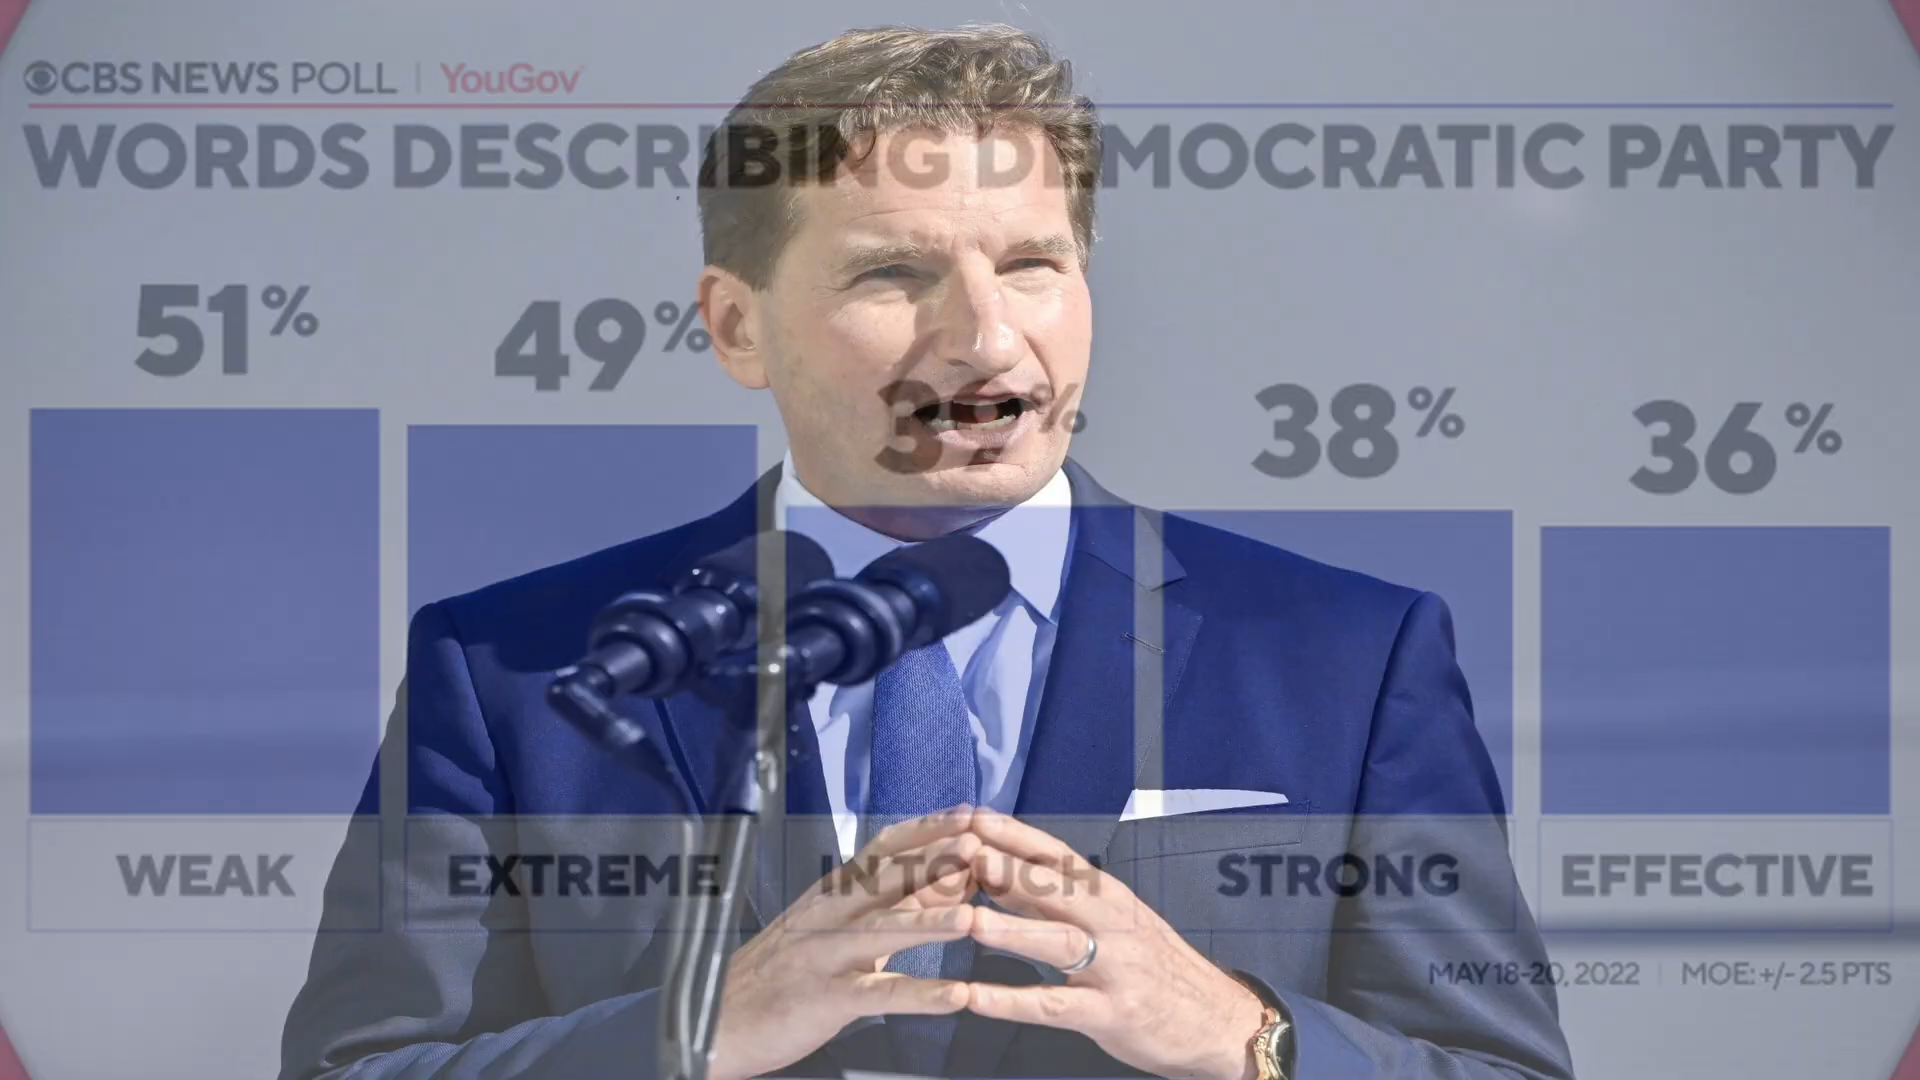 CBS NEWS POLL | YouGov
WORDS DESCRIBING DEMOCRATIC PARTY
51%
49%
38%
36%
WEAK
EXTREME
IN TOUCH
STRONG
EFFECTIVE
MAY 18-20, 2022 | MOE: +/- 2.5 PTS